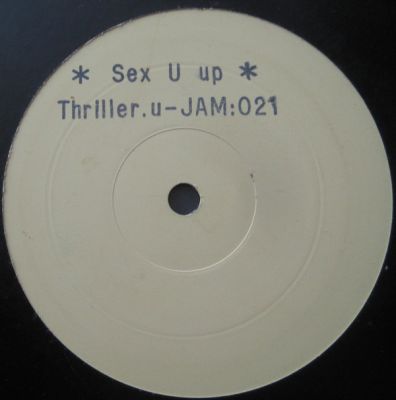 * Sex U up *
Thriller.u-JAM:021